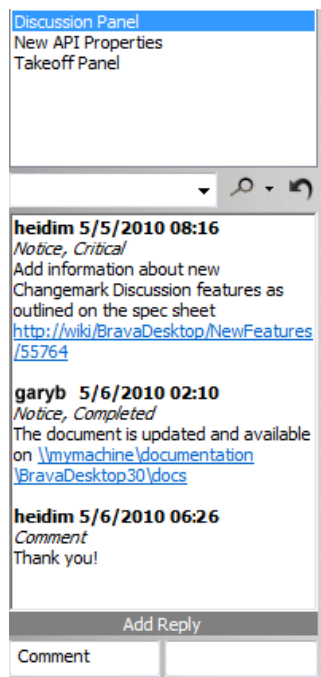 Discussion Panel
New API Properties
Takeoff Panel
heidim 5/5/2010 08:16
Notice, Critical
Add information about new
Changemark Discussion features as
outlined on the spec sheet
http://wiki/BravaDesktop/NewFeatures
/55764
garyb 5/6/2010 02:10
Notice, Completed
The document is updated and available
on \\mymachine\documentation
\BravaDesktop30\docs
heidim 5/6/2010 06:26
Comment
Thank you!
Add Reply
Comment